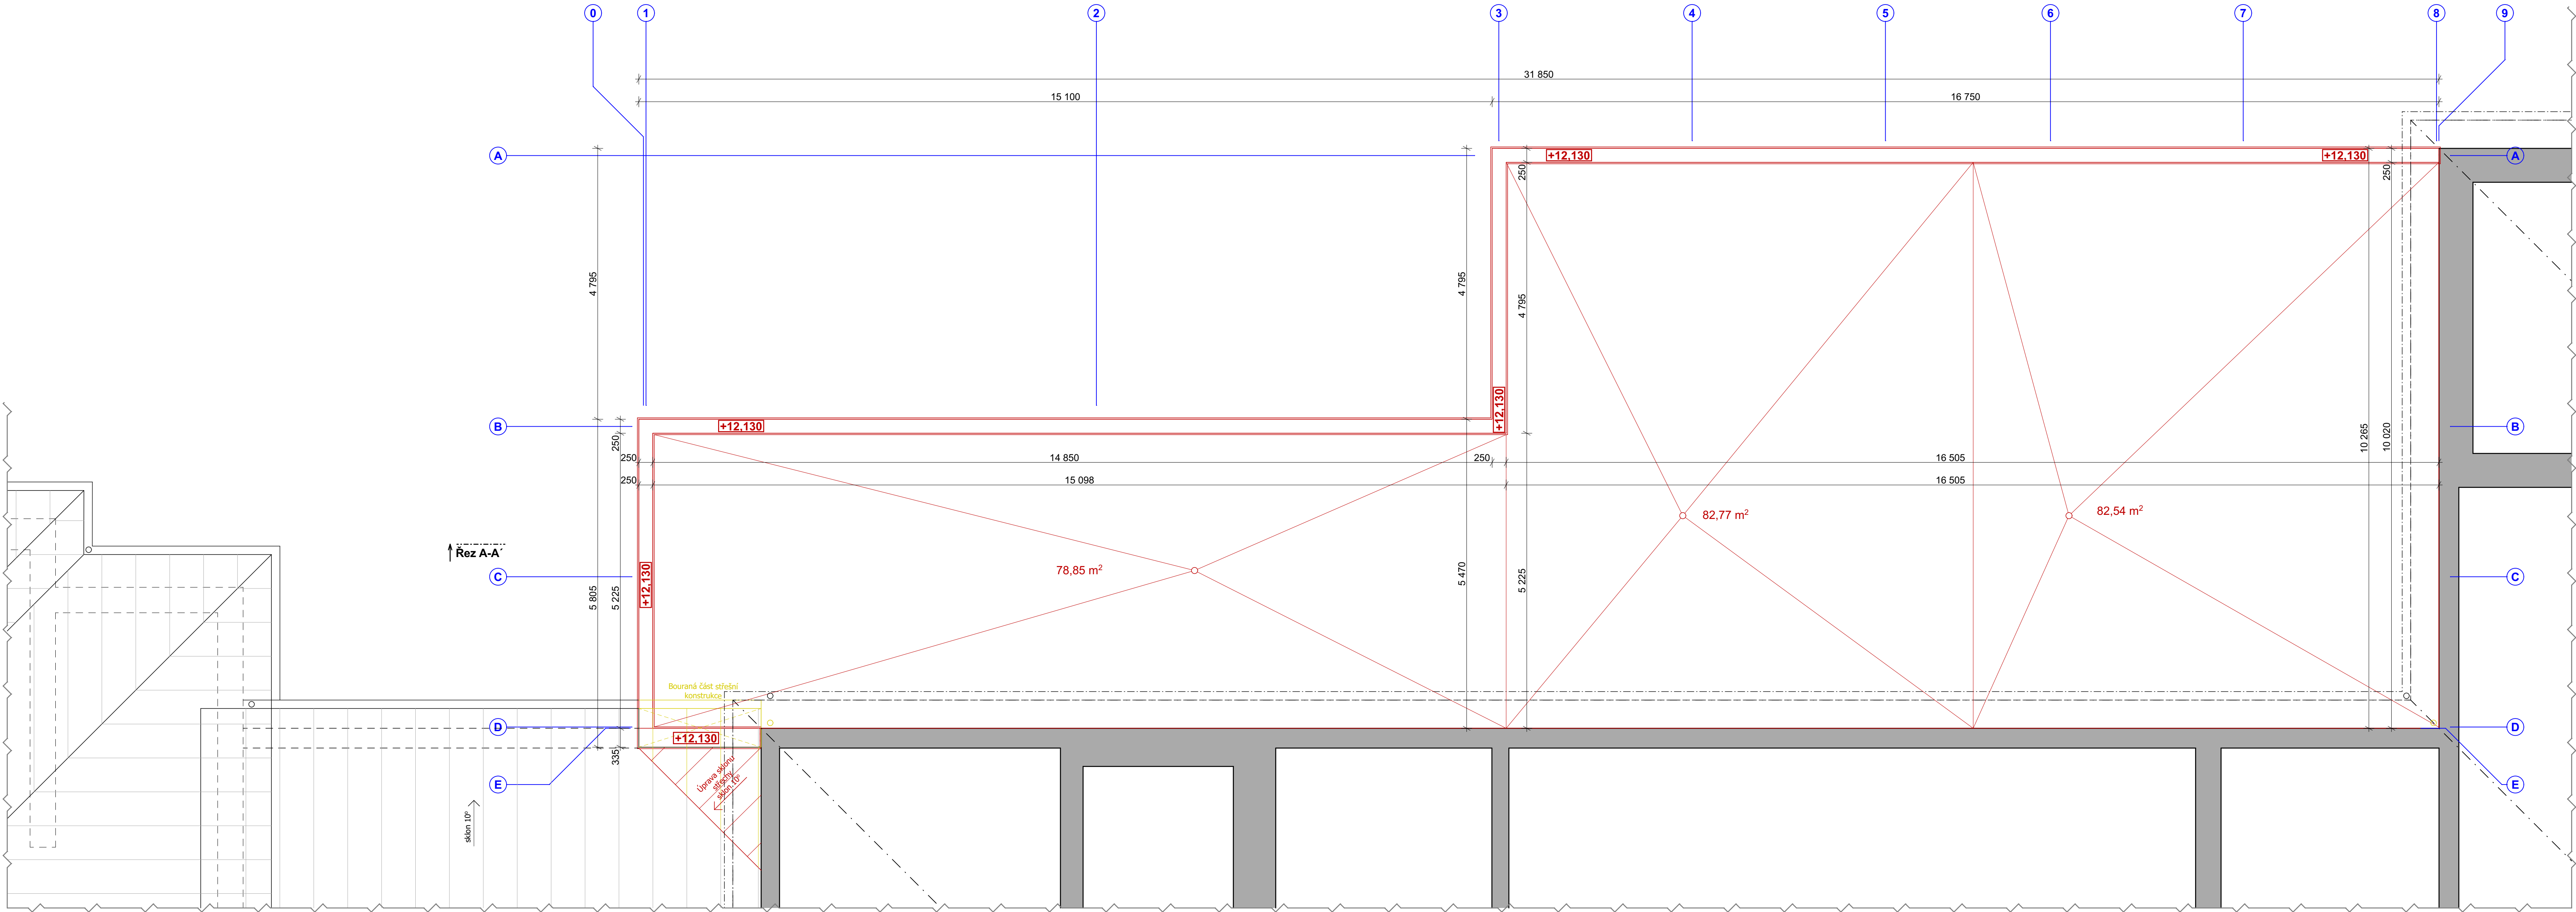 0
1
2
3
4
5
6
7
8
9
31 850
15 100
16 750
A
+12,130
+12,130
A
250
250
4 795
4 795
4 795
+12,130
B
+12,130
B
250
10 265
10 020
250
14 850
250
16 505
250
15 098
16 505
82,77 m²
82,54 m²
Řez A-A´
C
+12,130
78,85 m²
5 470
5 225
C
5 805
5 225
Bouraná část střešní
konstrukce
D
+12,130
D
335
E
Úprava sklonu
střechy
sklon. 10º
E
sklon 10º